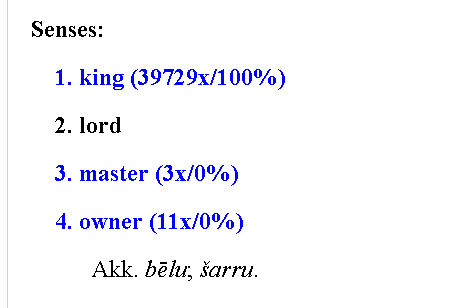 Senses:
1. king (39729x/100%)
2. lord
3. master (3x/0%)
4. owner (11x/0%)
Akk. bēlu; šarru.